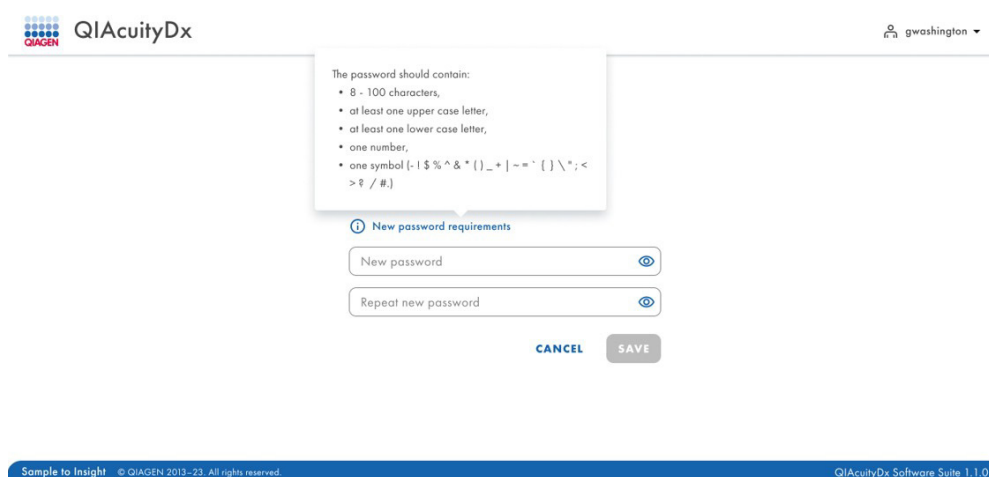 QIAGEN
QIAcuityDx
gwashington
The password should contain:
• 8 - 100 characters,
• at least one upper case letter,
• at least one lower case letter,
• one number,
• one symbol (- ! $ % ^ & * ( ) _ + | ~ = ` { } \ " ; <
> ? / #.)
New password requirements
New password
Repeat new password
CANCEL
SAVE
Sample to Insight © QIAGEN 2013–23. All rights reserved.
QIAcuityDx Software Suite 1.1.0